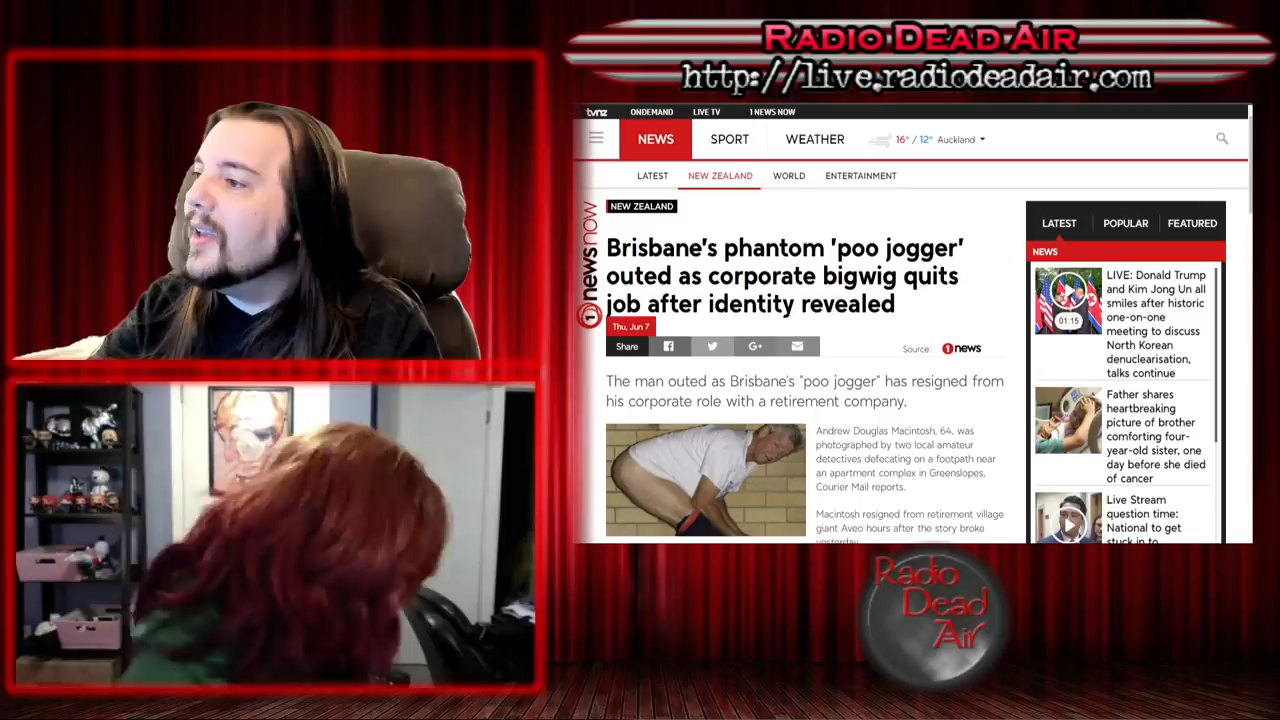 Radio Dead Air
http://live.radiodeadair.com
tvnz ONDEMAND LIVE TV 1 NEWS NOW
NEWS SPORT WEATHER 16° / 12° Auckland
LATEST NEW ZEALAND WORLD ENTERTAINMENT
1 news now
NEW ZEALAND
Brisbane's phantom 'poo jogger'
outed as corporate bigwig quits
job after identity revealed
Thu, Jun 7
Share G+
Source: 1 news
The man outed as Brisbane's "poo jogger" has resigned from
his corporate role with a retirement company.
Andrew Douglas Macintosh, 64, was
photographed by two local amateur
detectives defecating on a footpath near
an apartment complex in Greenslopes,
Courier Mail reports.
Macintosh resigned from retirement village
giant Aveo hours after the story broke
yesterday
LATEST POPULAR FEATURED
NEWS
01:15
LIVE: Donald Trump
and Kim Jong Un all
smiles after historic
one-on-one
meeting to discuss
North Korean
denuclearisation,
talks continue
Father shares
heartbreaking
picture of brother
comforting four-
year-old sister, one
day before she died
of cancer
Live Stream
question time:
National to get
stuck in to
Radio
Dead
Air